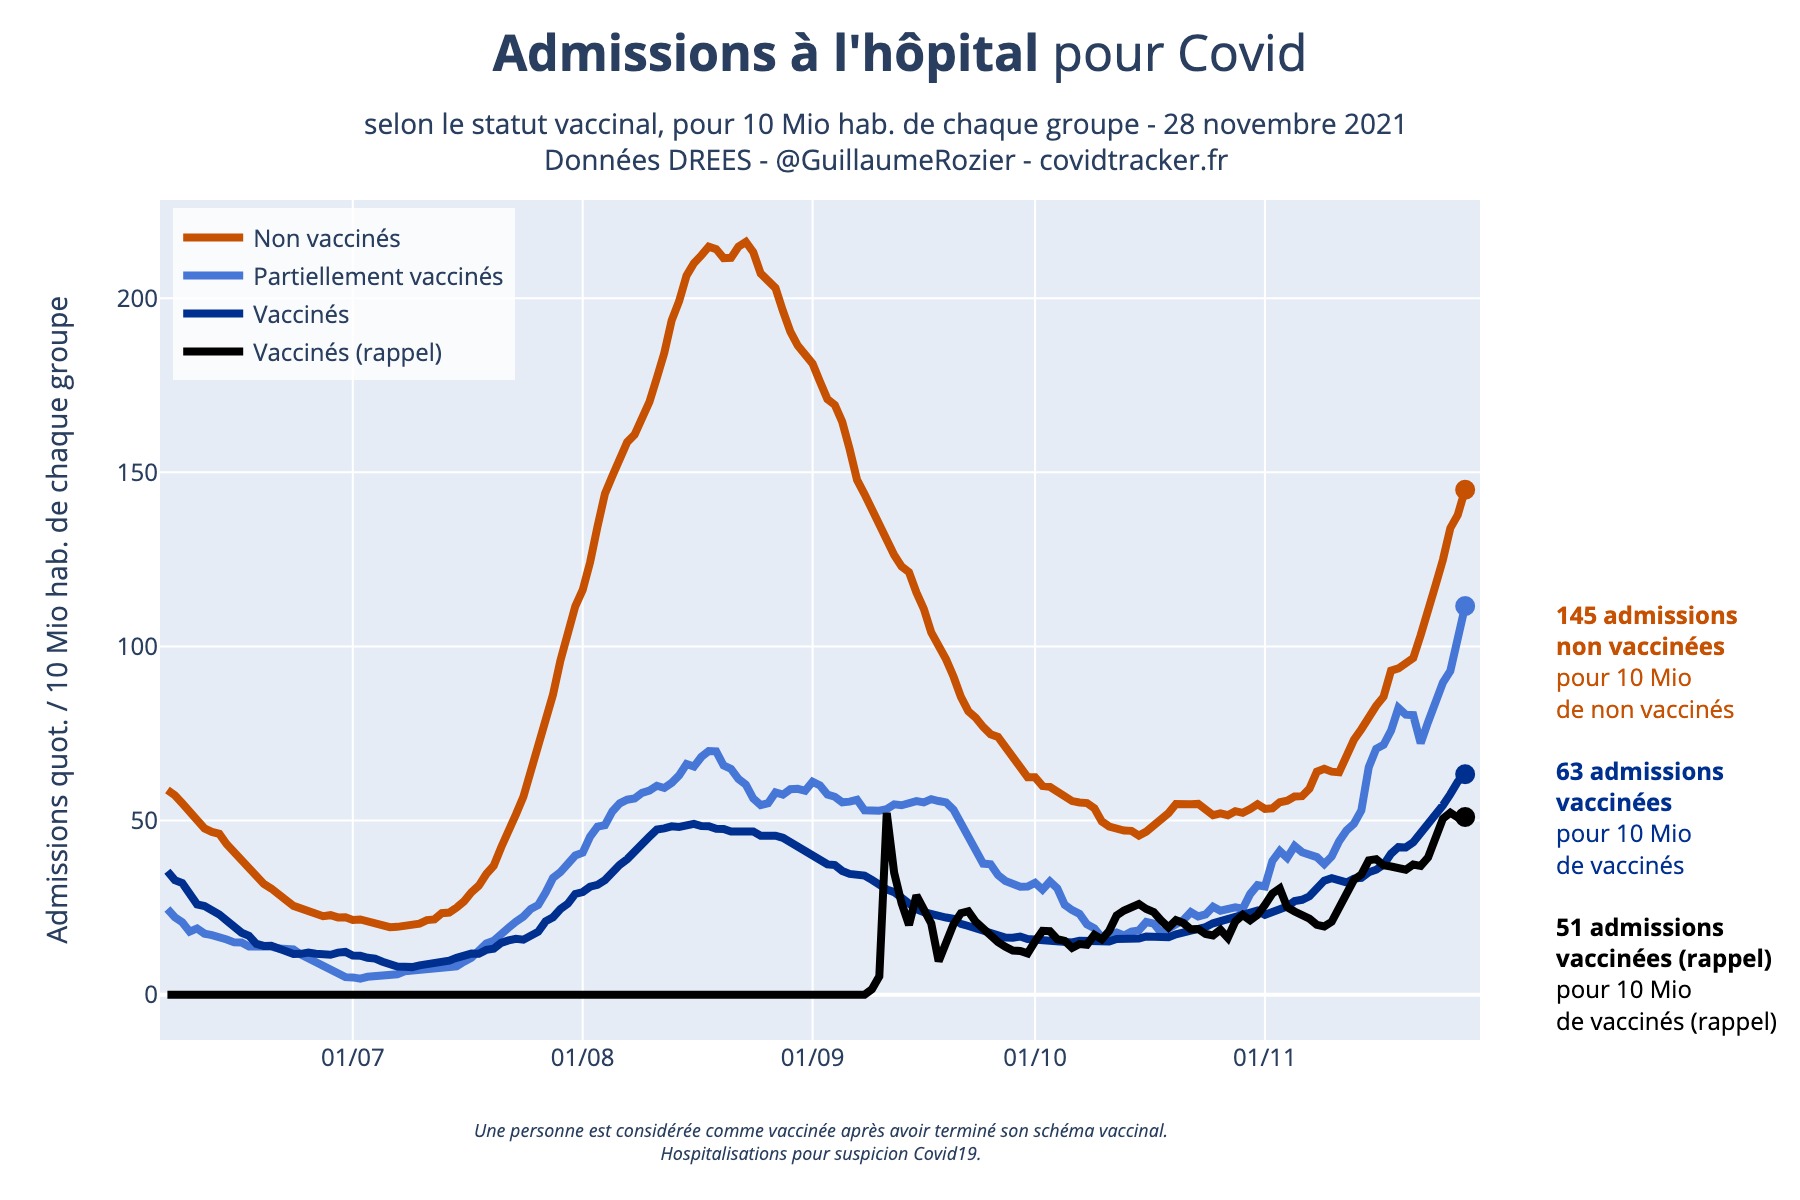 Admissions à l'hôpital pour Covid
selon le statut vaccinal, pour 10 Mio hab. de chaque groupe - 28 novembre 2021
Données DREES - @GuillaumeRozier - covidtracker.fr
Non vaccinés
Partiellement vaccinés
Vaccinés
Vaccinés (rappel)
Admissions quot. / 10 Mio hab. de chaque groupe
200
150
100
50
0
01/07
01/08
01/09
01/10
01/11
145 admissions
non vaccinées
pour 10 Mio
de non vaccinés
63 admissions
vaccinées
pour 10 Mio
de vaccinés
51 admissions
vaccinées (rappel)
pour 10 Mio
de vaccinés (rappel)
Une personne est considérée comme vaccinée après avoir terminé son schéma vaccinal.
Hospitalisations pour suspicion Covid19.